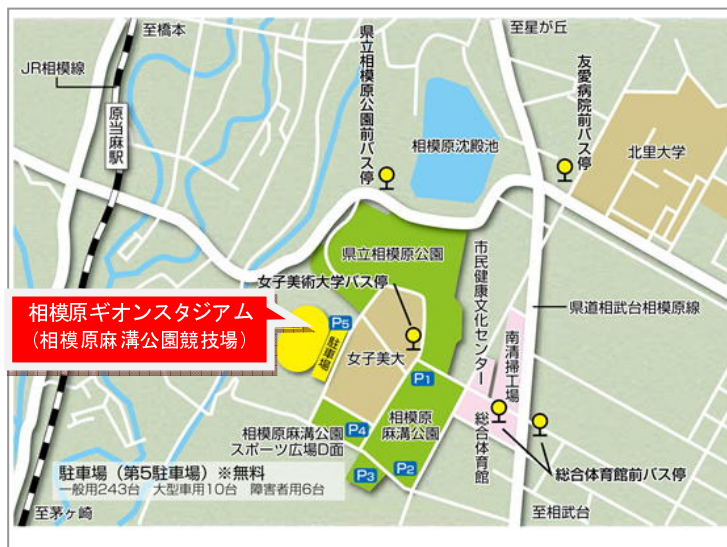 至橋本
至星が丘
JR相模線
県立相模原公園前バス停
友愛病院前バス停
原当麻駅
相模原沈殿池
北里大学
県立相模原公園
女子美術大学バス停
市民健康文化センター
県道相武台相模原線
相模原ギオンスタジアム
(相模原麻溝公園競技場)
P5
駐車場
女子美大
南清掃工場
P1
相模原
麻溝公園
総合体育館
相模原麻溝公園
スポーツ広場D面
P4
P3
P2
総合体育館前バス停
駐車場(第5駐車場)※無料
一般用243台 大型車用10台 障害者用6台
至茅ヶ崎
至相武台